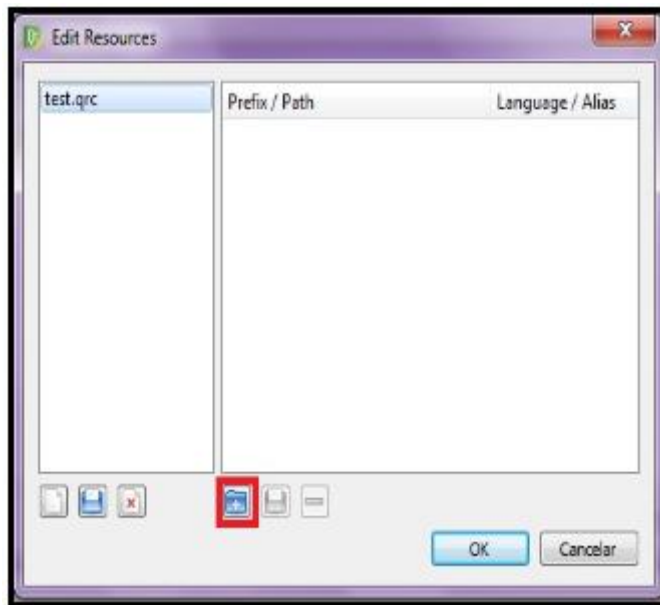 Edit Resources
test.qrc
Prefix / Path Language / Alias
OK Cancelar